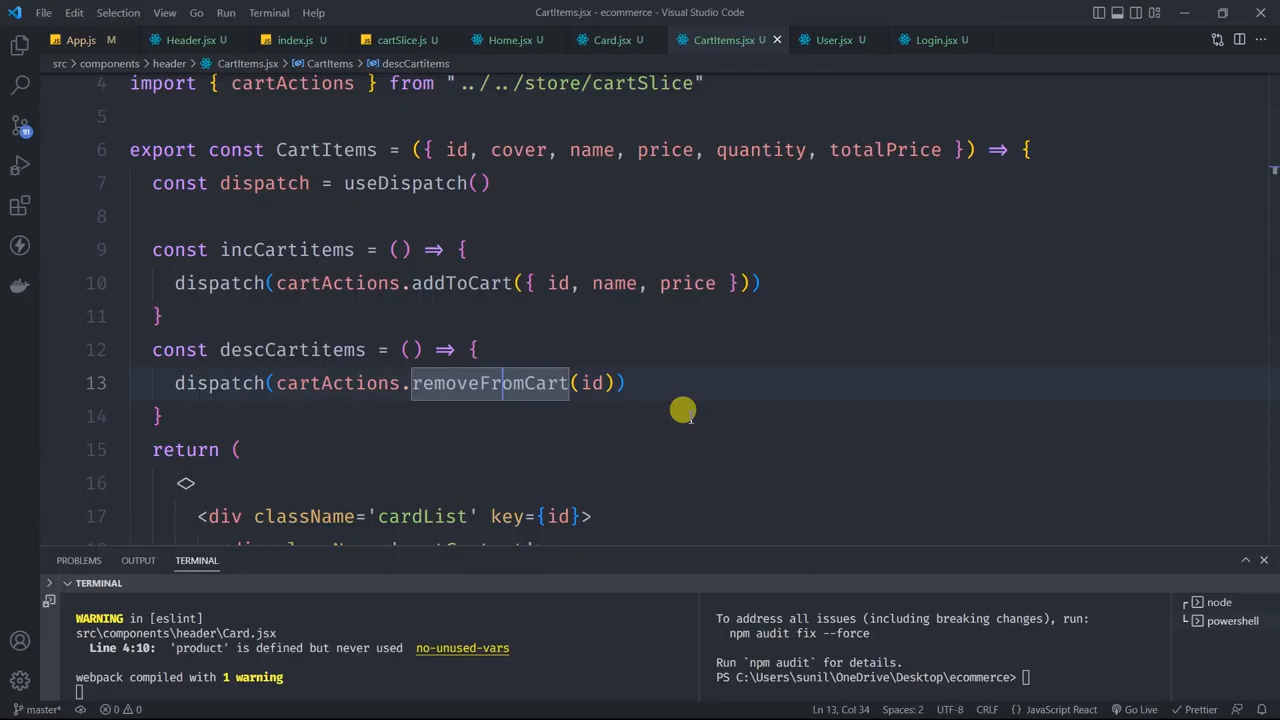 File Edit Selection View Go Run Terminal Help CartItems.jsx - ecommerce - Visual Studio Code
App.js M Header.jsx U index.js U cartSlice.js U Home.jsx U Card.jsx U CartItems.jsx U User.jsx U Login.jsx U
src > components > header > CartItems.jsx > CartItems > descCartitems
4 import { cartActions } from "../../store/cartSlice"
5
6 export const CartItems = ({ id, cover, name, price, quantity, totalPrice }) => {
7 const dispatch = useDispatch()
8
9 const incCartitems = () => {
10 dispatch(cartActions.addToCart({ id, name, price }))
11 }
12 const descCartitems = () => {
13 dispatch(cartActions.removeFromCart(id))
14 }
15 return (
16 <>
17 <div className='cardList' key={id}>
91
PROBLEMS OUTPUT TERMINAL
TERMINAL
WARNING in [eslint]
src\components\header\Card.jsx
Line 4:10: 'product' is defined but never used no-unused-vars
webpack compiled with 1 warning
To address all issues (including breaking changes), run:
npm audit fix --force
Run `npm audit` for details.
PS C:\Users\sunil\OneDrive\Desktop\ecommerce>
node
powershell
master* 0 0 Ln 13, Col 34 Spaces: 2 UTF-8 CRLF JavaScript React Go Live Prettier